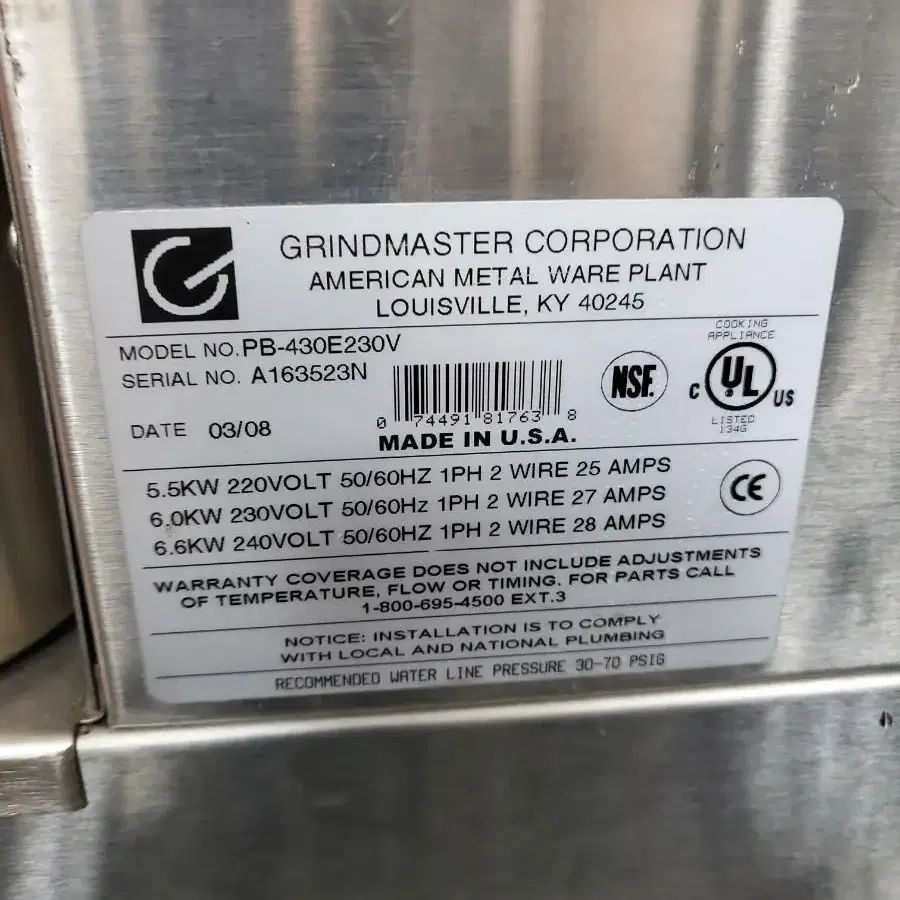 GRINDMASTER CORPORATION
AMERICAN METAL WARE PLANT
LOUISVILLE, KY 40245
MODEL NO. PB-430E230V
SERIAL NO. A163523N
DATE 03/08
0 74491 81763 8
MADE IN U.S.A.
NSF.
COOKING
APPLIANCE
C UL US
LISTED
134G
5.5KW 220VOLT 50/60HZ 1PH 2 WIRE 25 AMPS
6.0KW 230VOLT 50/60Hz 1PH 2 WIRE 27 AMPS
6.6KW 240VOLT 50/60HZ 1PH 2 WIRE 28 AMPS
CE
WARRANTY COVERAGE DOES NOT INCLUDE ADJUSTMENTS
OF TEMPERATURE, FLOW OR TIMING. FOR PARTS CALL
1-800-695-4500 EXT.3
NOTICE: INSTALLATION IS TO COMPLY
WITH LOCAL AND NATIONAL PLUMBING
RECOMMENDED WATER LINE PRESSURE 30-70 PSIG